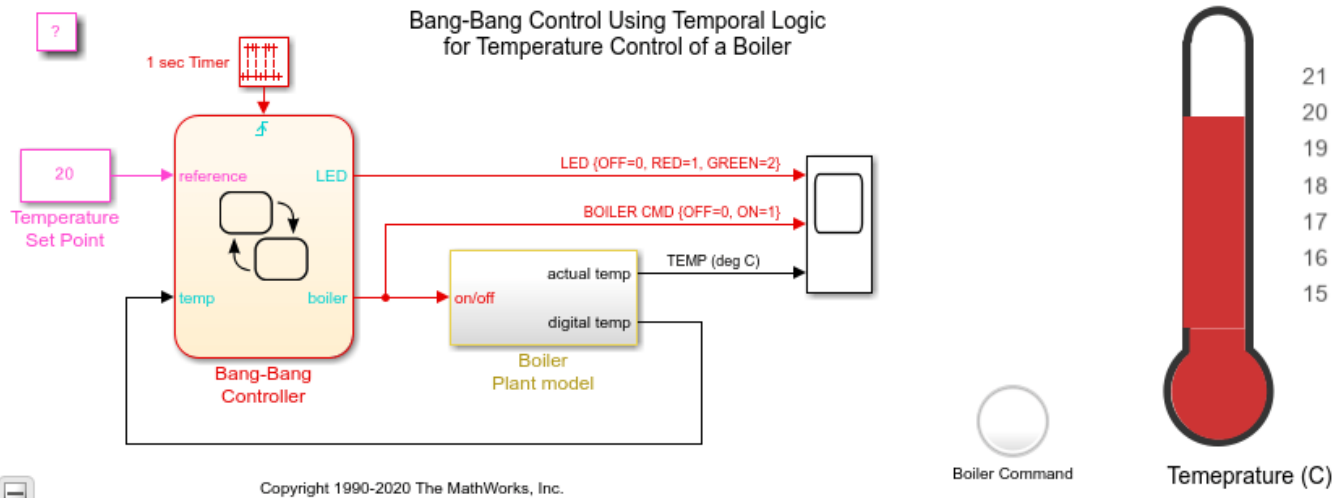 ?
Bang-Bang Control Using Temporal Logic
for Temperature Control of a Boiler
1 sec Timer
20
Temperature
Set Point
reference
LED
temp
boiler
Bang-Bang
Controller
LED {OFF=0, RED=1, GREEN=2}
BOILER CMD {OFF=0, ON=1}
TEMP (deg C)
actual temp
on/off
digital temp
Boiler
Plant model
Copyright 1990-2020 The MathWorks, Inc.
Boiler Command
21
20
19
18
17
16
15
Temeprature (C)